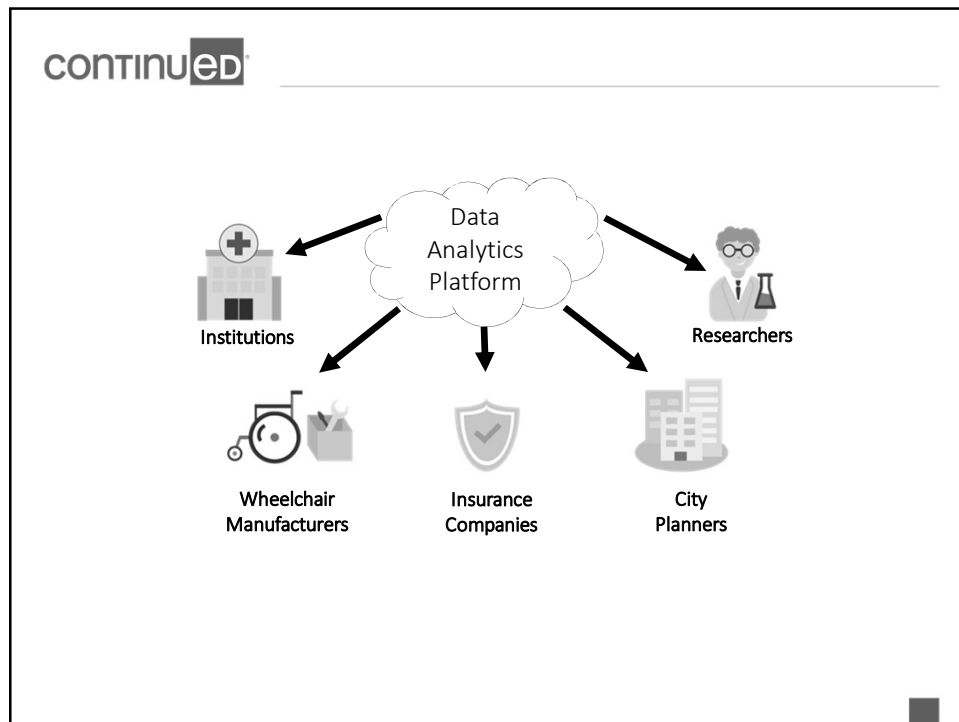 continued
Data
Analytics
Platform
Institutions
Researchers
Wheelchair
Manufacturers
Insurance
Companies
City
Planners